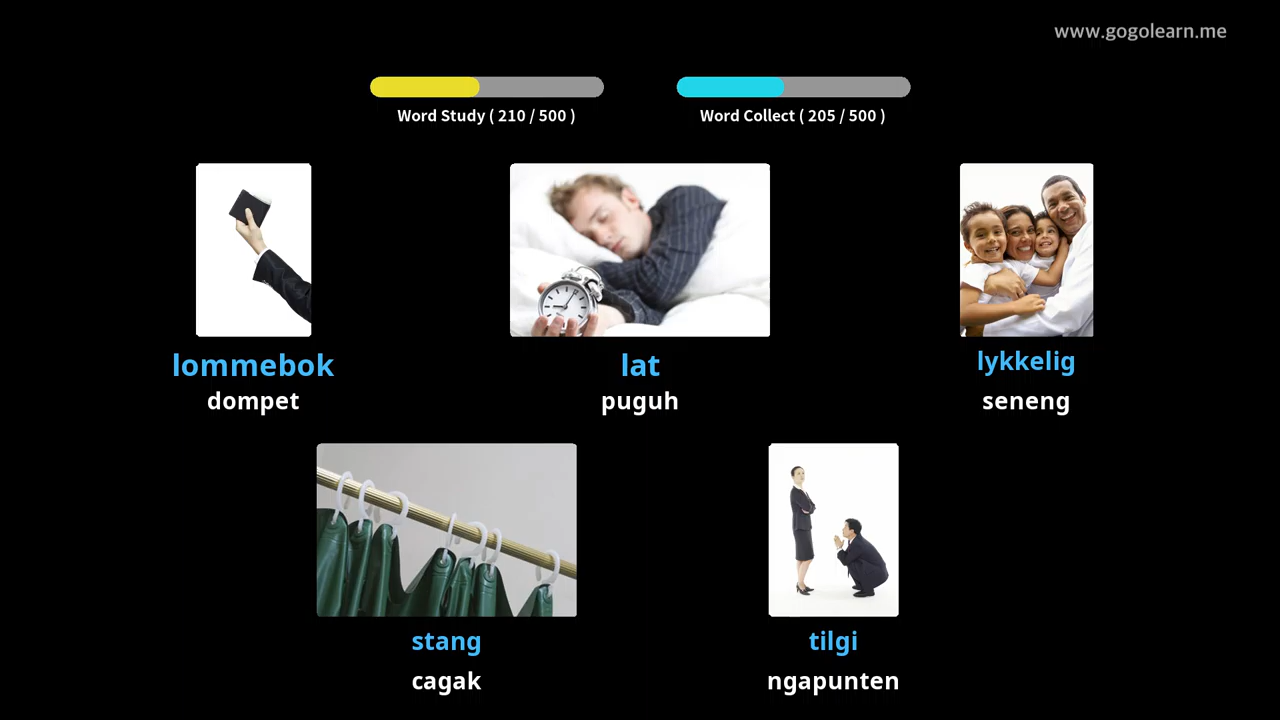 www.gogolearn.me
Word Study ( 210 / 500 )
Word Collect ( 205 / 500 )
lommebok
dompet
lat
puguh
lykkelig
seneng
stang
cagak
tilgi
ngapunten